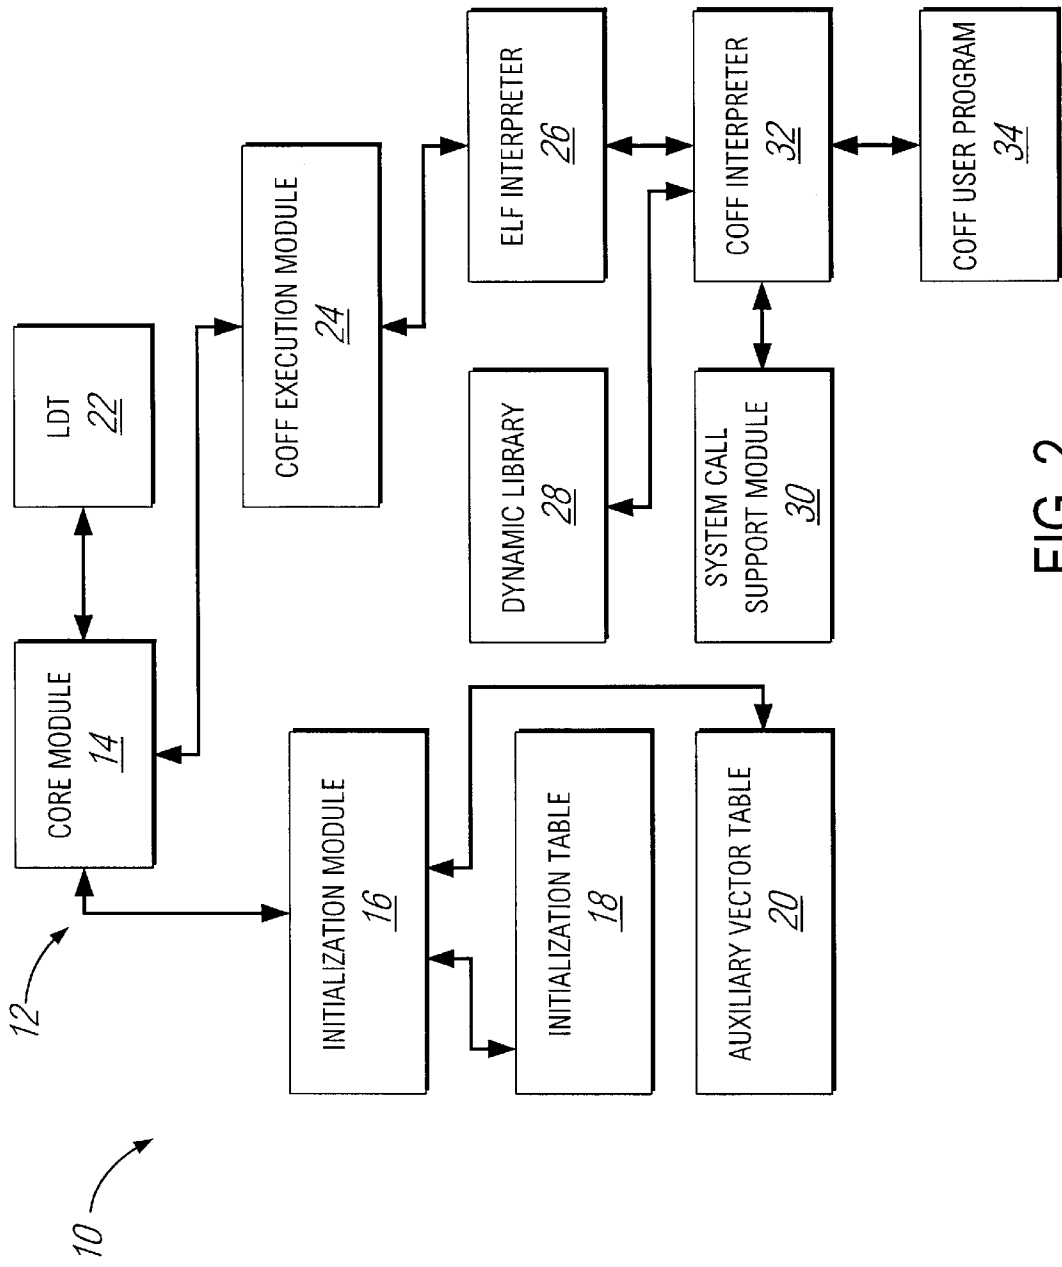 10
12
CORE MODULE
14
LDT
22
INITIALIZATION MODULE
16
COFF EXECUTION MODULE
24
INITIALIZATION TABLE
18
DYNAMIC LIBRARY
28
ELF INTERPRETER
26
AUXILIARY VECTOR TABLE
20
SYSTEM CALL
SUPPORT MODULE
30
COFF INTERPRETER
32
COFF USER PROGRAM
34
FIG. 2